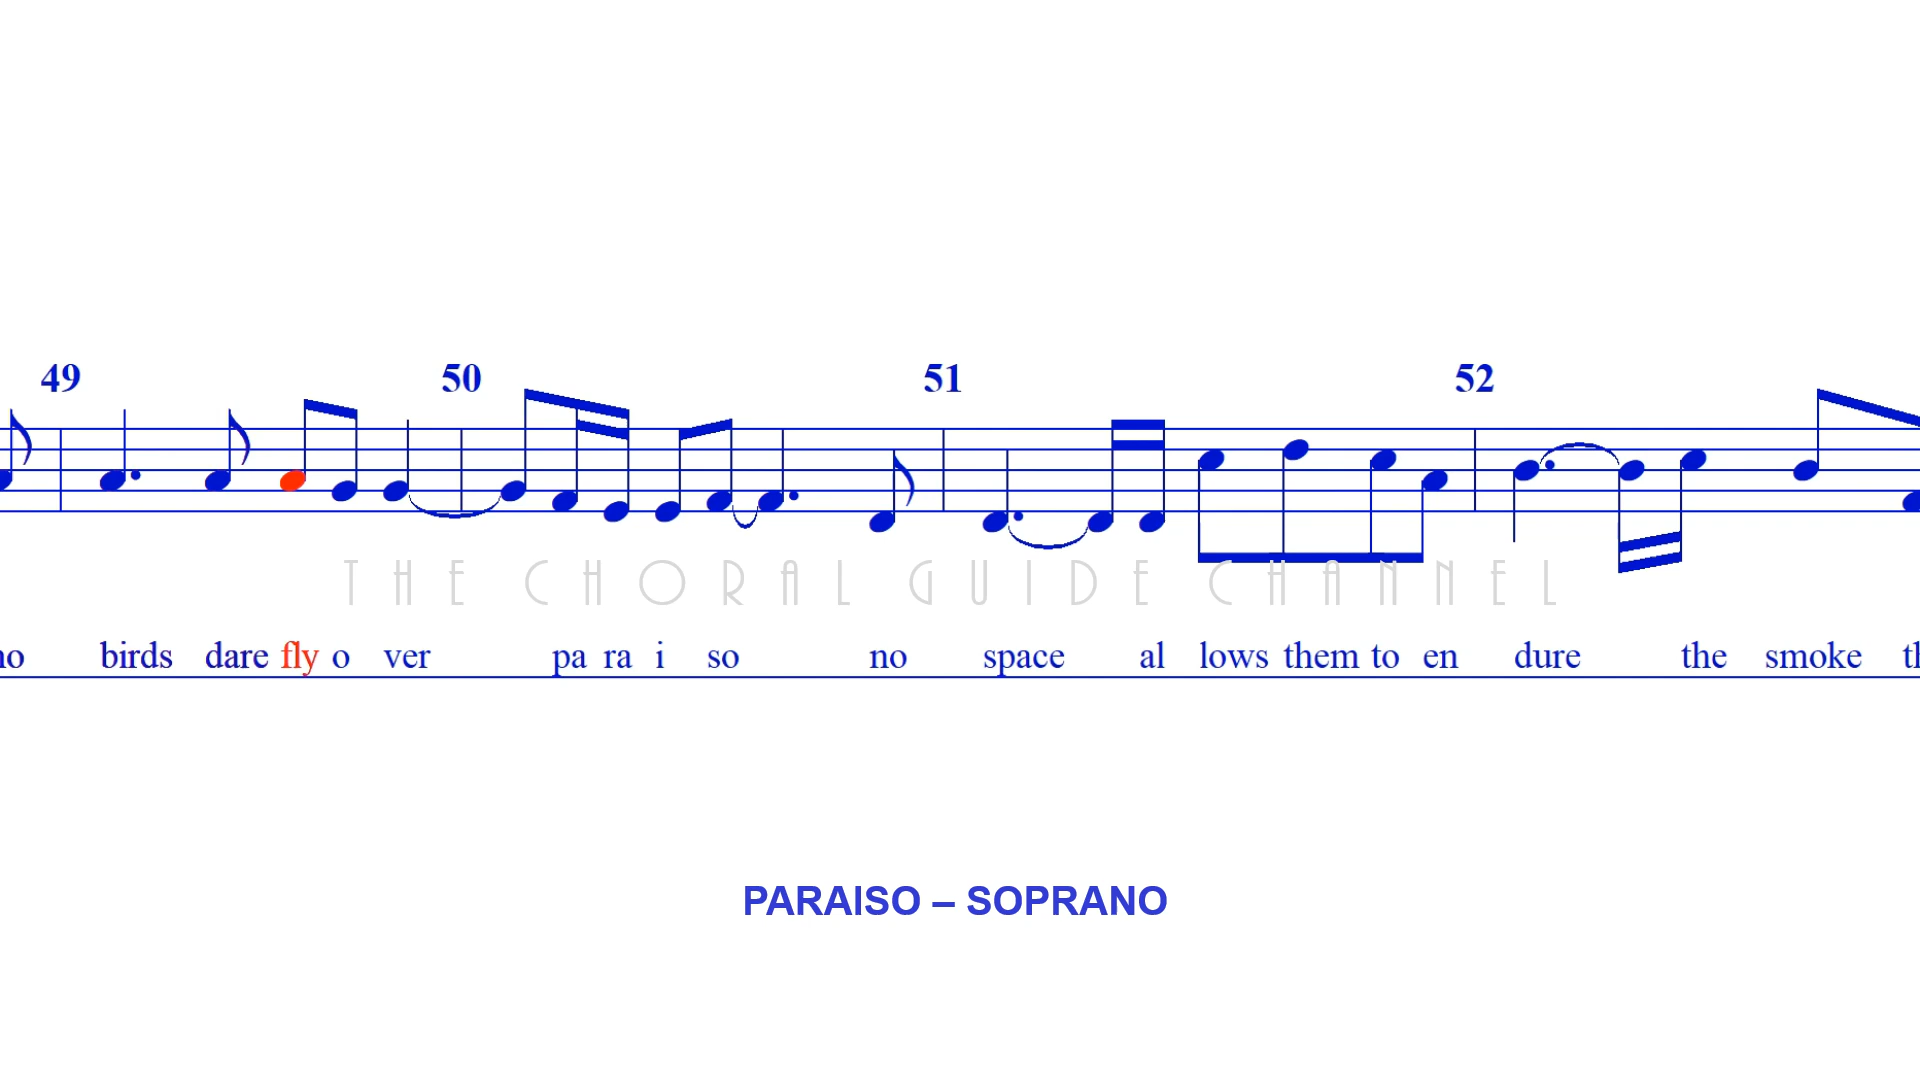 49 50 51 52
THE CHORAL GUIDE CHANNEL
birds dare fly o ver pa ra i so no space al lows them to en dure the smoke
PARAISO – SOPRANO